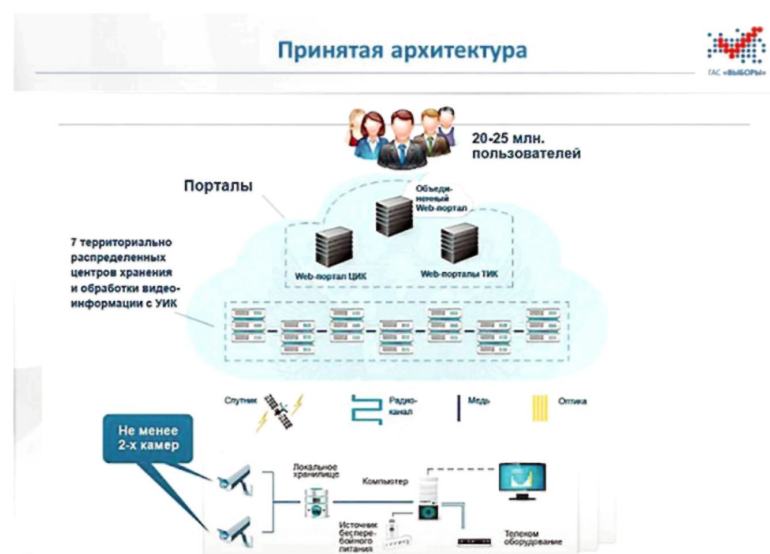 Принятая архитектура
ГАС «ВЫБОРЫ»
20-25 млн.
пользователей
Порталы
Объеди-
ненный
Web-портал
Web-портал ЦИК
Web-порталы ТИК
7 территориально
распределенных
центров хранения
и обработки видео-
информации с УИК
Спутник
Радио-
канал
Медь
Оптика
Не менее
2-х камер
Локальное
хранилище
Компьютер
Источник
беспере-
бойного
питания
Телеком
оборудование